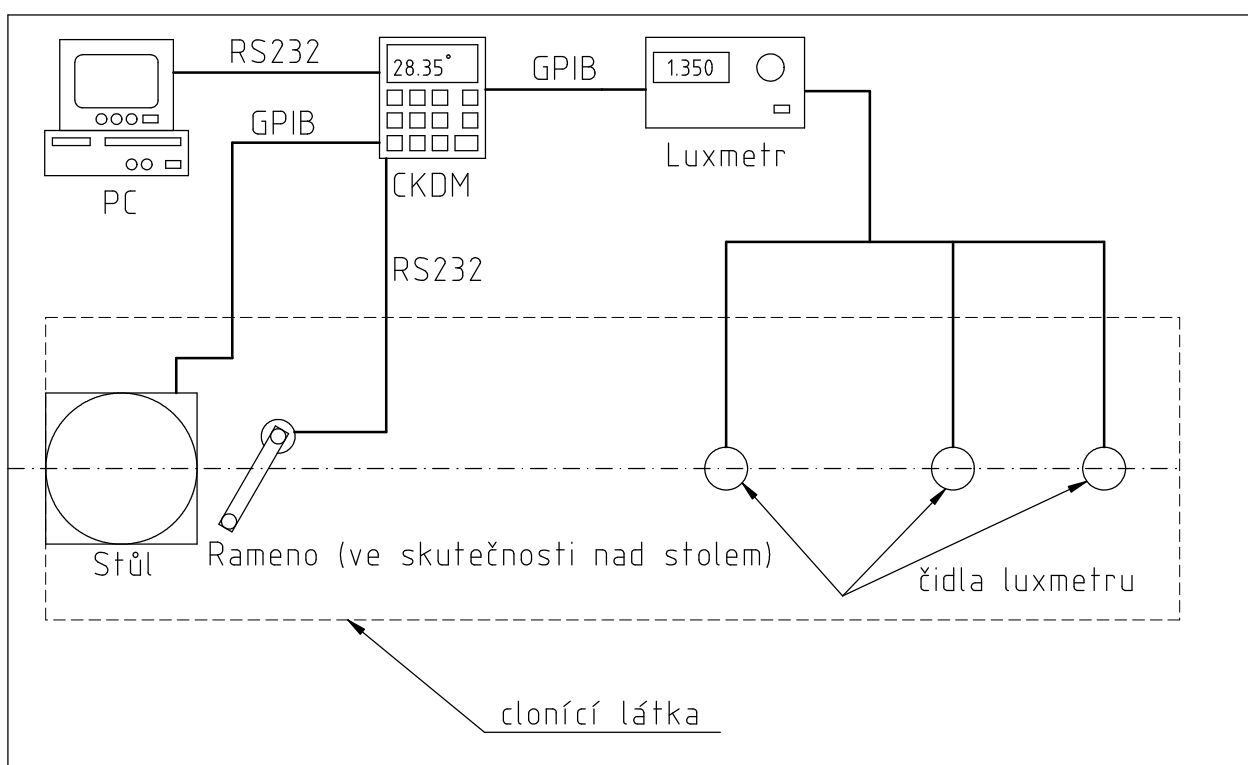 RS232
28.35°
GPIB
1.350
GPIB
Luxmetr
PC
CKDM
RS232
Stůl
Rameno (ve skutečnosti nad stolem)
čidla luxmetru
clonící látka